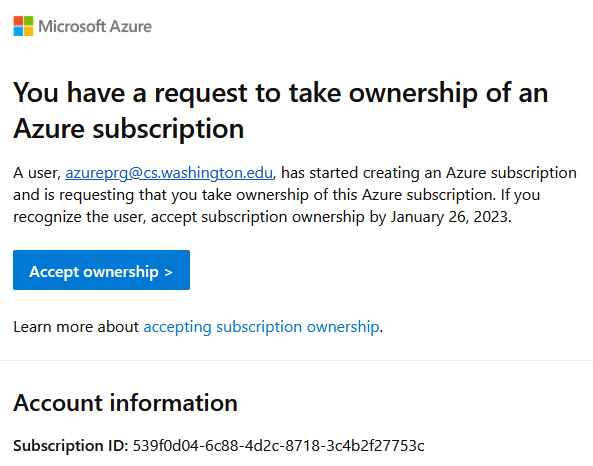 Microsoft Azure
You have a request to take ownership of an
Azure subscription
A user, azureprg@cs.washington.edu, has started creating an Azure subscription
and is requesting that you take ownership of this Azure subscription. If you
recognize the user, accept subscription ownership by January 26, 2023.
Accept ownership >
Learn more about accepting subscription ownership.
Account information
Subscription ID: 539f0d04-6c88-4d2c-8718-3c4b2f27753c